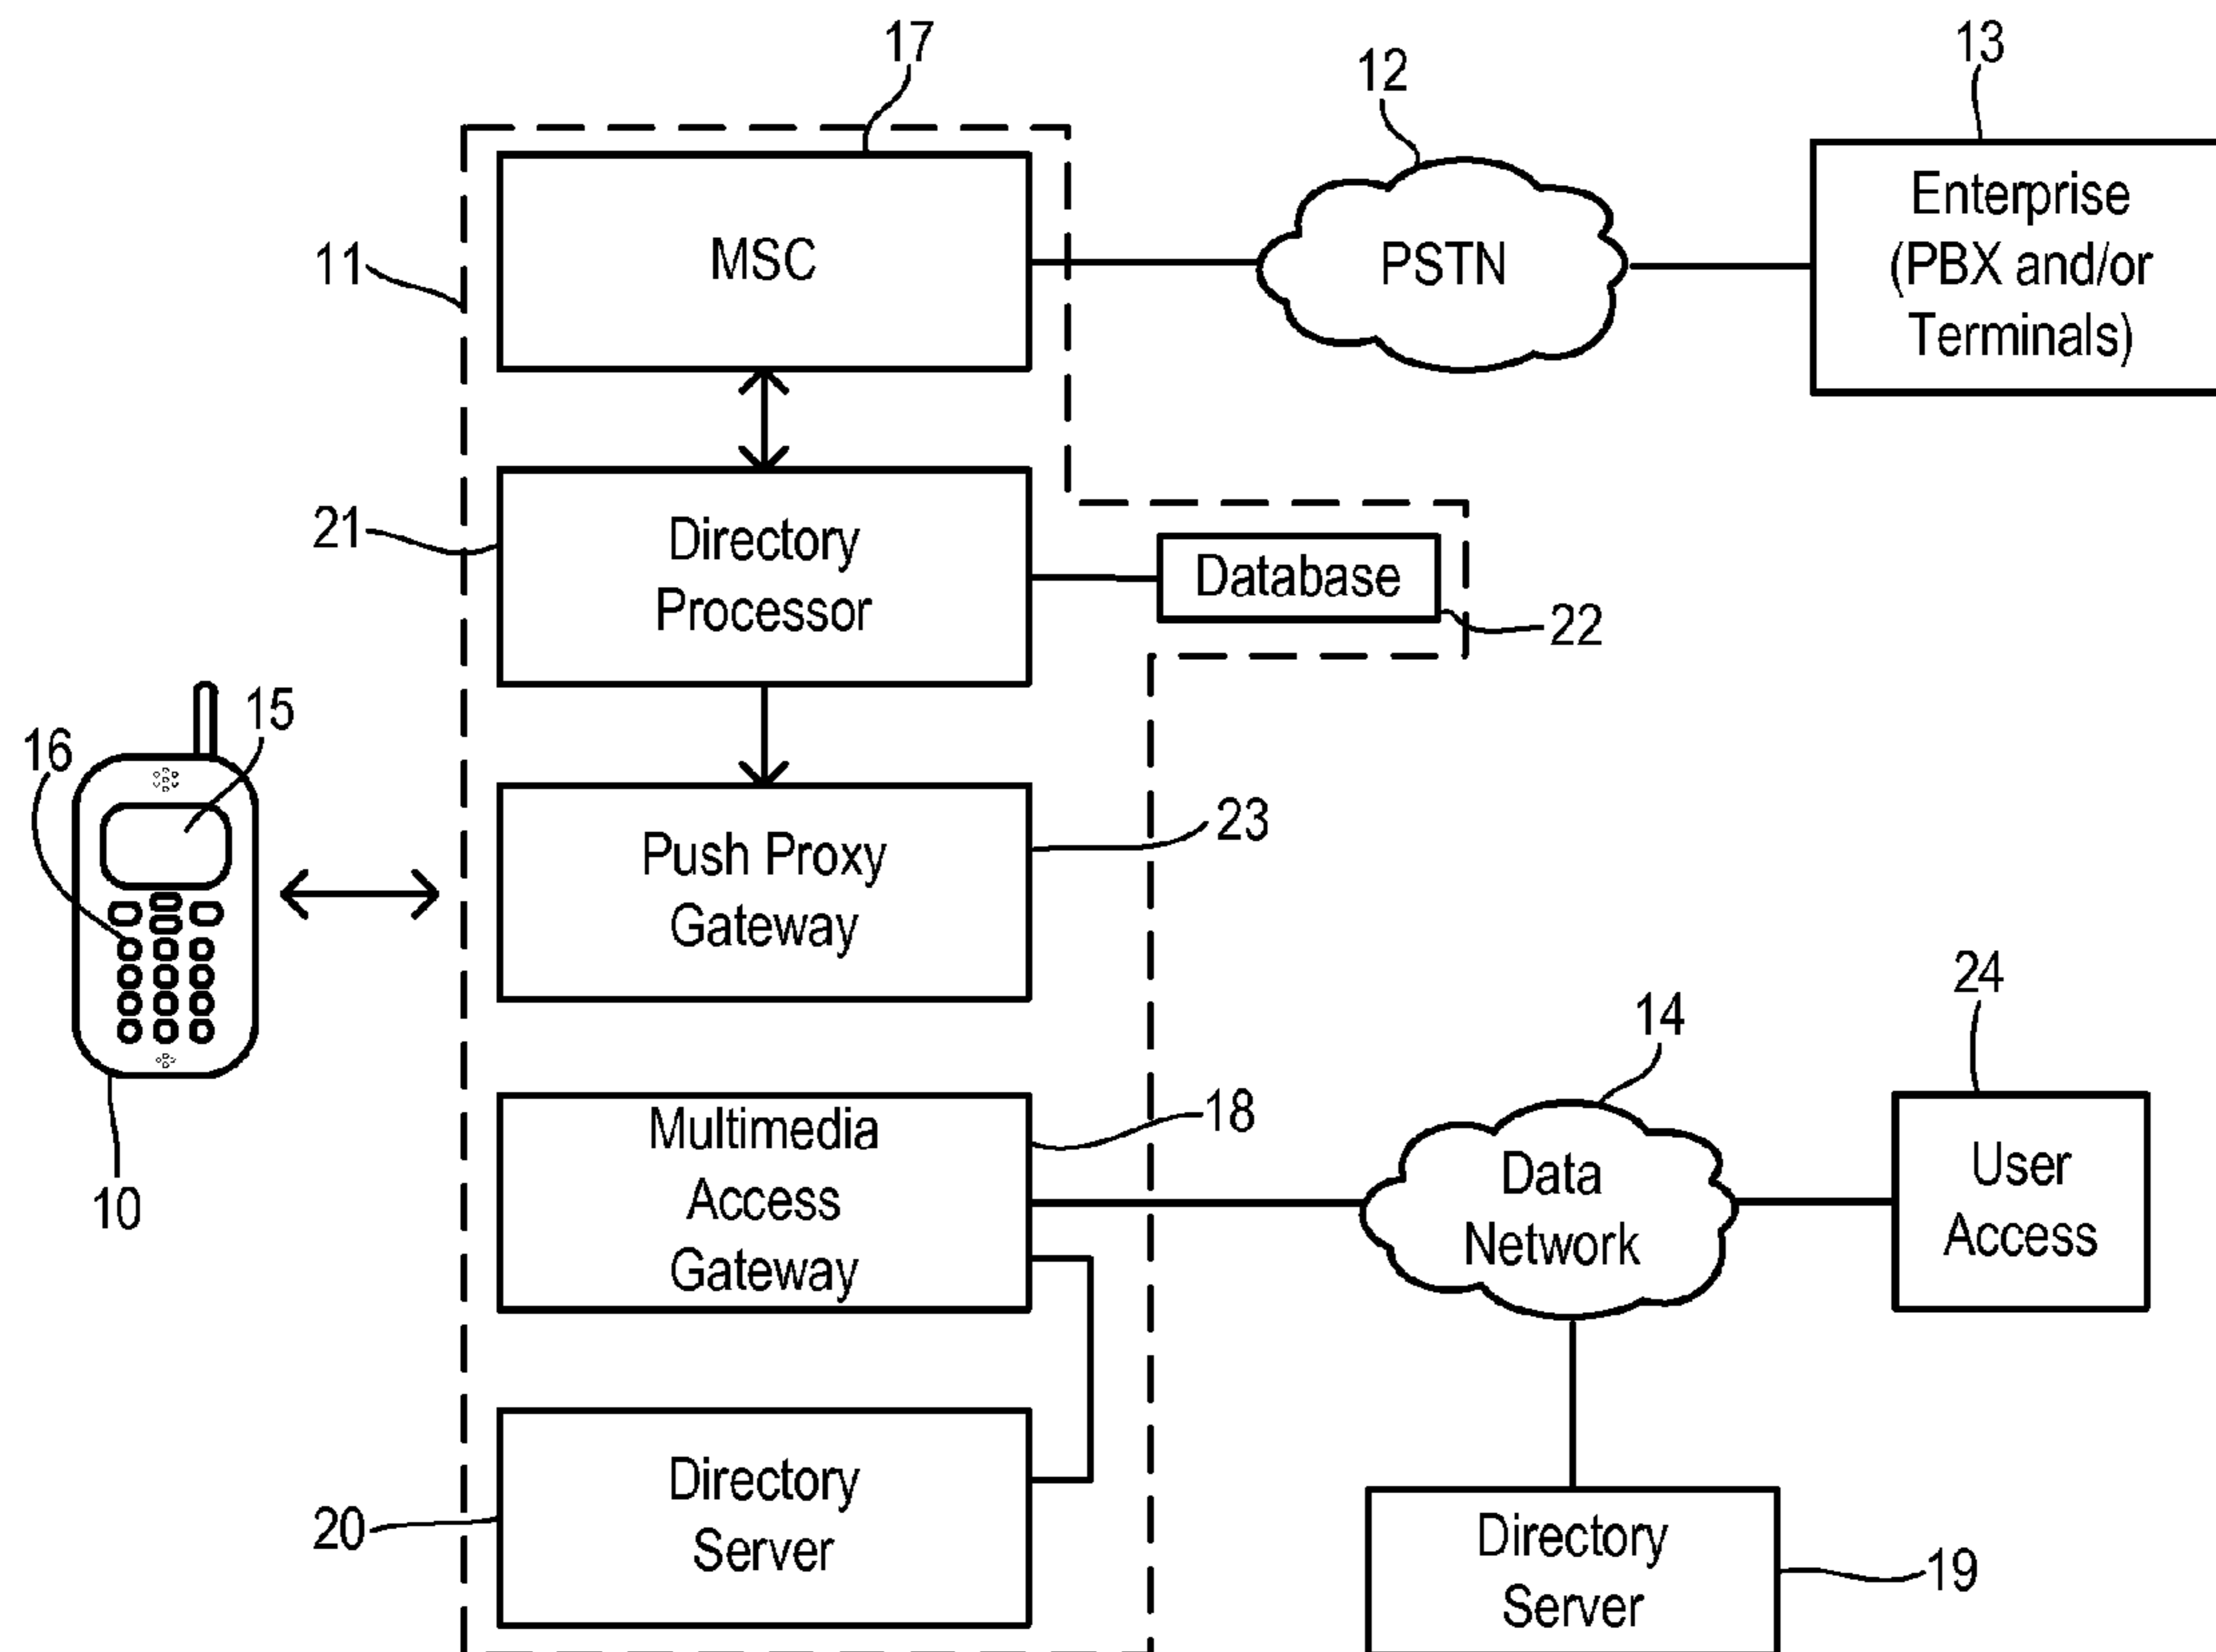 17
12
13
MSC
PSTN
Enterprise
(PBX and/or
Terminals)
11
21
Directory
Processor
Database
22
15
16
Push Proxy
Gateway
23
24
14
10
Multimedia
Access
Gateway
18
Data
Network
User
Access
20
Directory
Server
Directory
Server
19